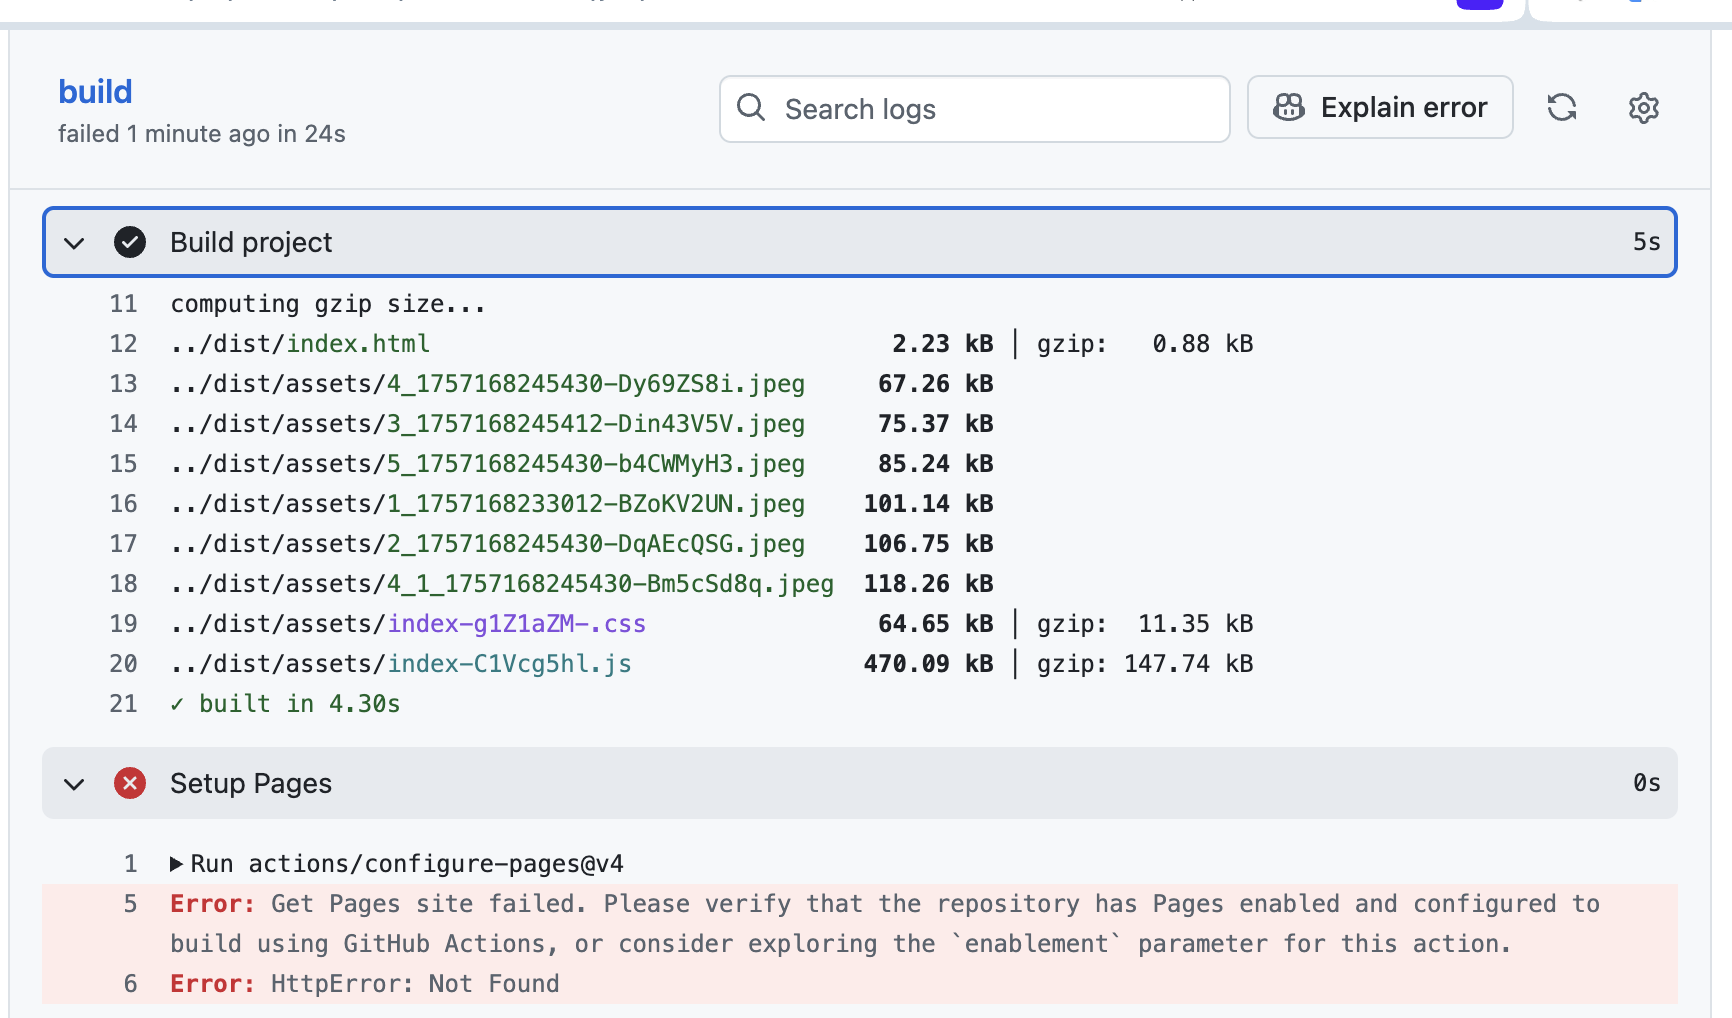 build
failed 1 minute ago in 24s
Search logs
Explain error
Build project 5s
11 computing gzip size...
12 ../dist/index.html 2.23 kB │ gzip: 0.88 kB
13 ../dist/assets/4_1757168245430-Dy69ZS8i.jpeg 67.26 kB
14 ../dist/assets/3_1757168245412-Din43V5V.jpeg 75.37 kB
15 ../dist/assets/5_1757168245430-b4CWMyH3.jpeg 85.24 kB
16 ../dist/assets/1_1757168233012-BZoKV2UN.jpeg 101.14 kB
17 ../dist/assets/2_1757168245430-DqAEcQSG.jpeg 106.75 kB
18 ../dist/assets/4_1_1757168245430-Bm5cSd8q.jpeg 118.26 kB
19 ../dist/assets/index-g1Z1aZM-.css 64.65 kB │ gzip: 11.35 kB
20 ../dist/assets/index-C1Vcg5hl.js 470.09 kB │ gzip: 147.74 kB
21 ✓ built in 4.30s
Setup Pages 0s
1 ▶ Run actions/configure-pages@v4
5 Error: Get Pages site failed. Please verify that the repository has Pages enabled and configured to
build using GitHub Actions, or consider exploring the `enablement` parameter for this action.
6 Error: HttpError: Not Found